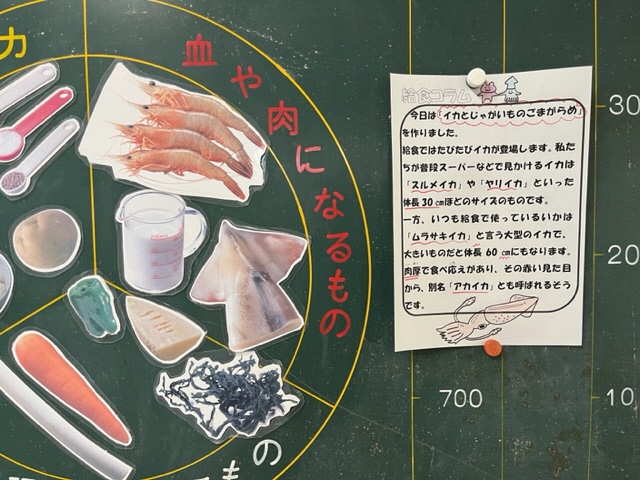 カ
血や肉になるもの
もの
給食コラム
今日は「イカとじゃがいものごまがらめ」
を作りました。
給食ではたびたびイカが登場します。私た
ちが普段スーパーなどで見かけるイカは
「スルメイカ」や「ヤリイカ」といった
体長30㎝ほどのサイズのものです。
一方、いつも給食で使っているいかは
「ムラサキイカ」と言う大型のイカで、
大きいものだと体長 60 ㎝にもなります。
肉厚で食べ応えがあり、その赤い見た目
から、別名「アカイカ」とも呼ばれるそう
です。
30
20
700
10